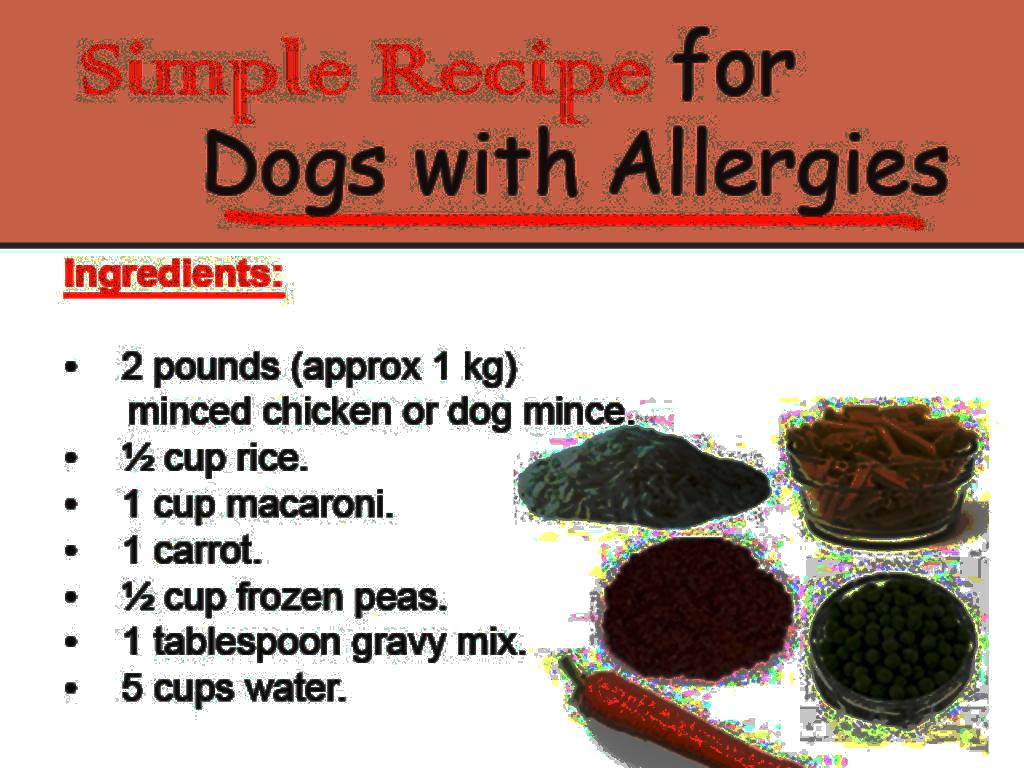 Simple Recipe for
Dogs with Allergies
Ingredients:
• 2 pounds (approx 1 kg)
minced chicken or dog mince.
• ½ cup rice.
• 1 cup macaroni.
• 1 carrot.
• ½ cup frozen peas.
• 1 tablespoon gravy mix.
• 5 cups water.